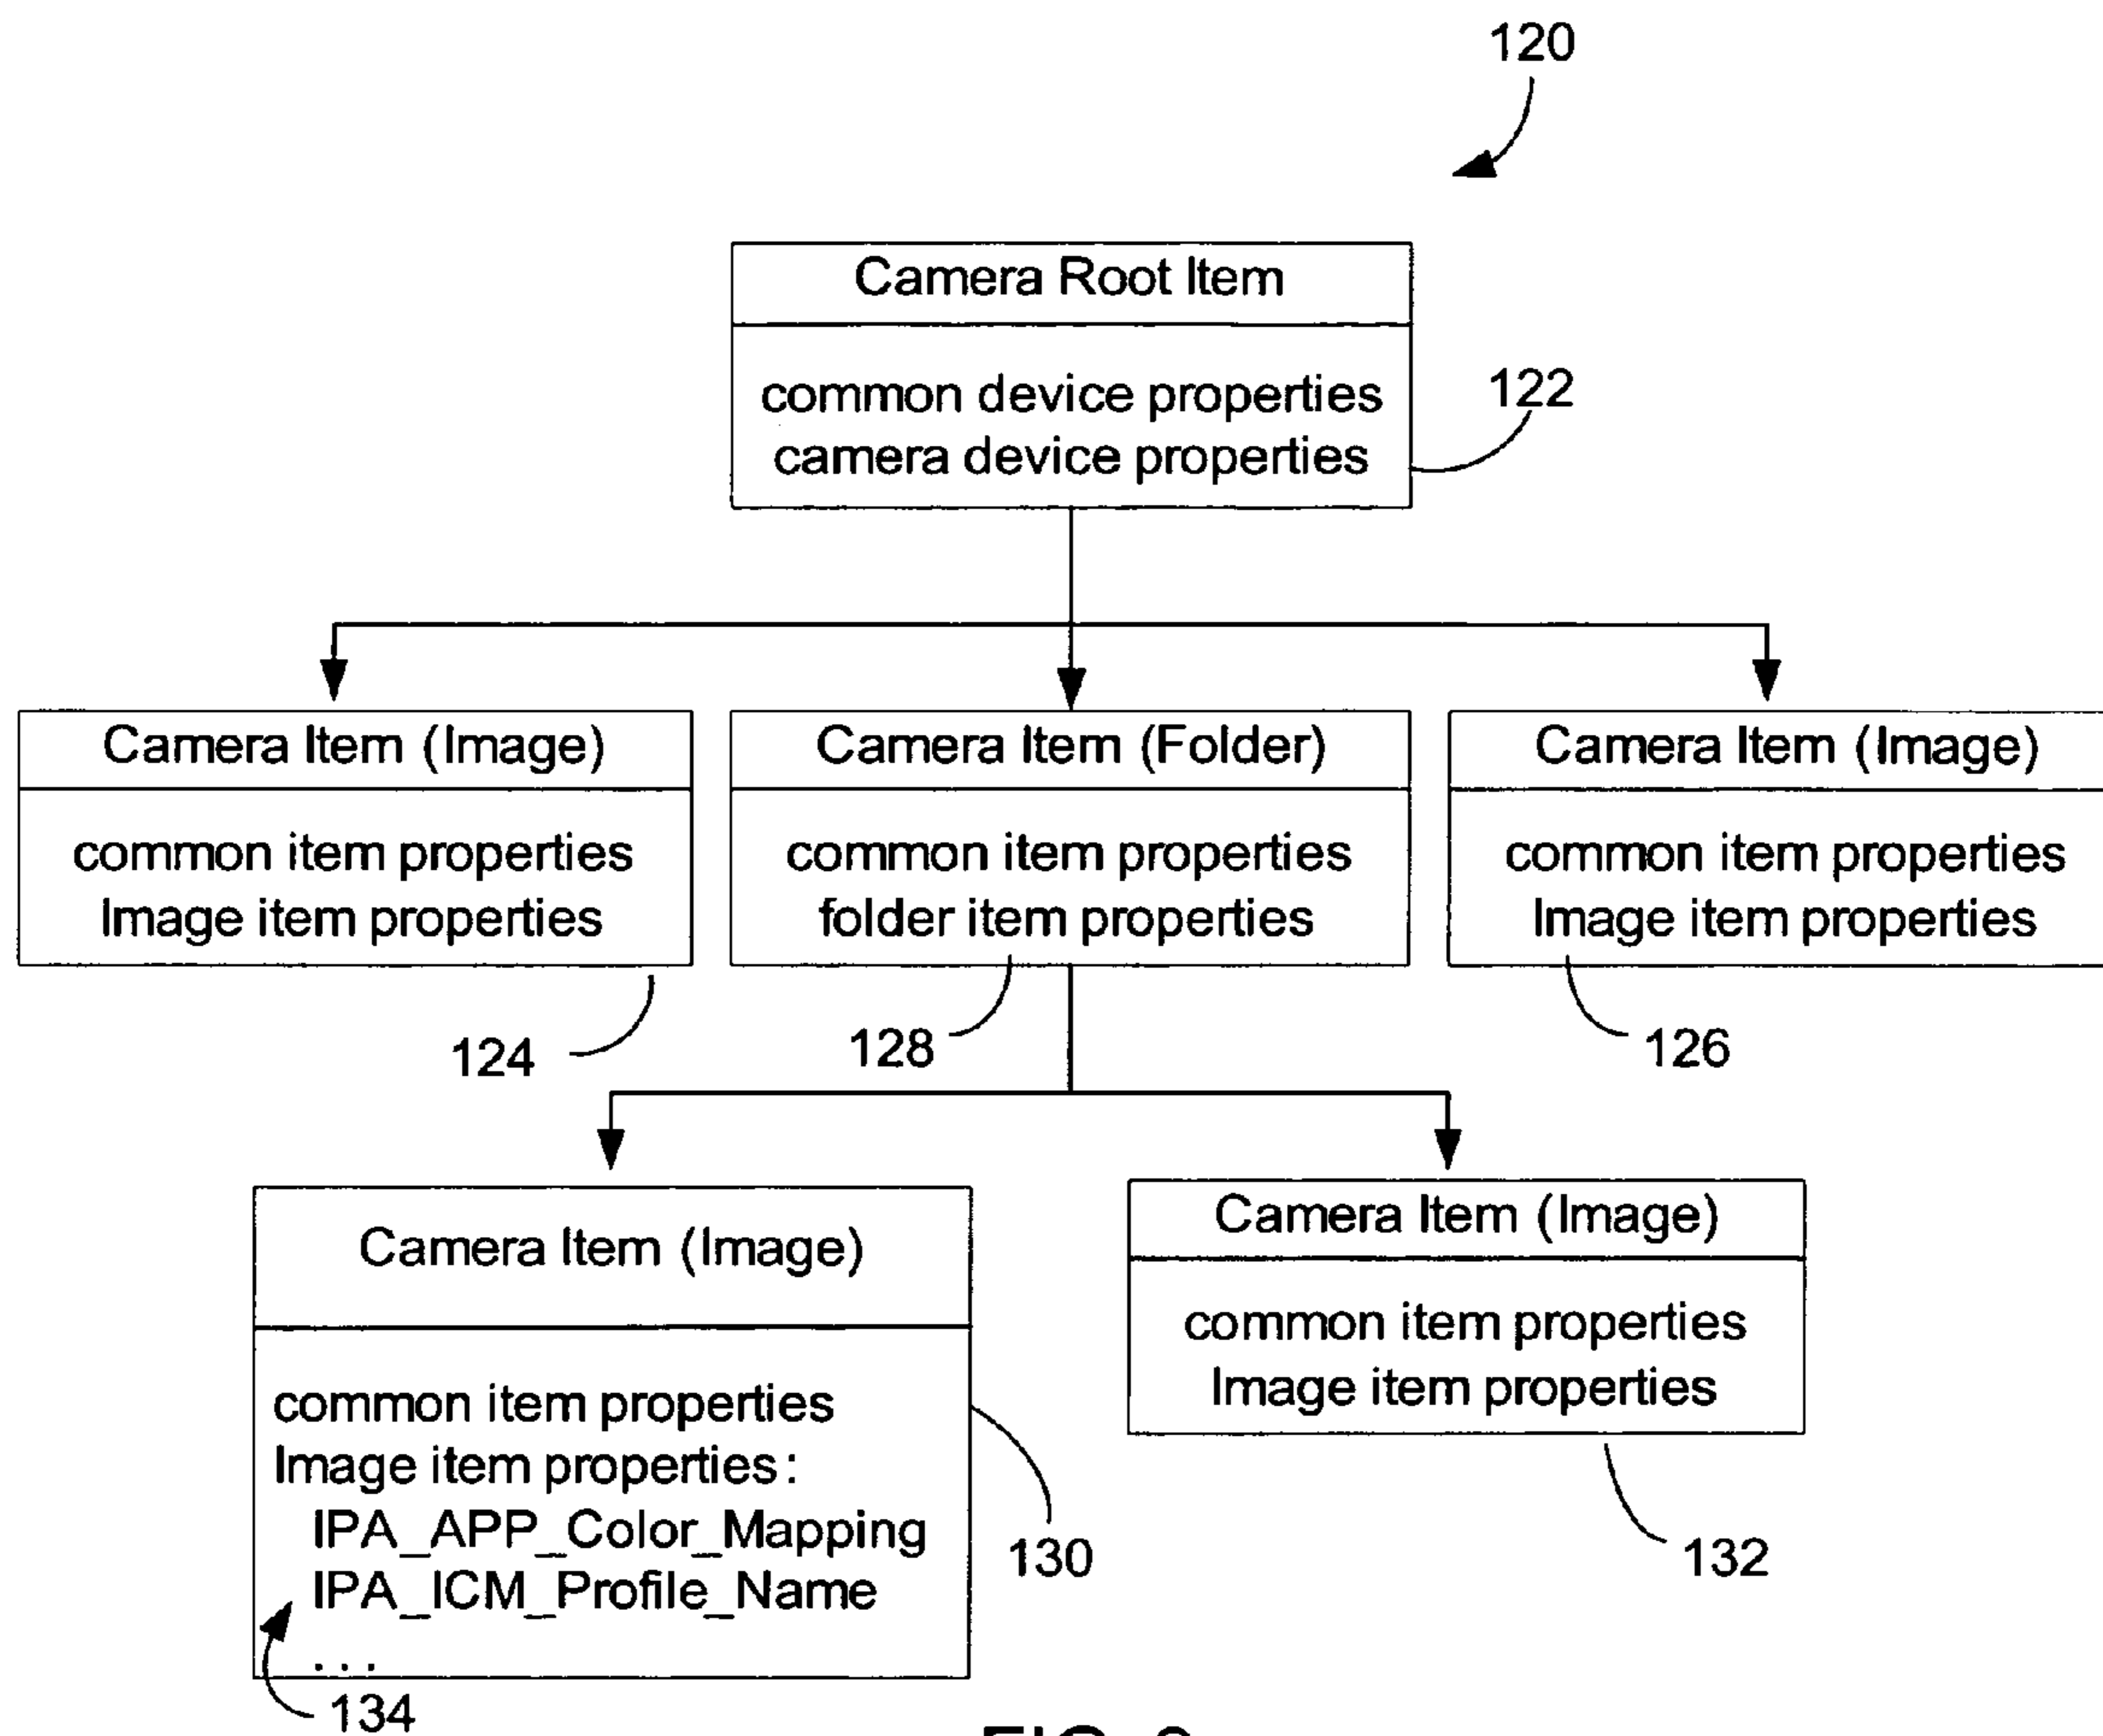 120
Camera Root Item
common device properties
camera device properties
122
Camera Item (Image)
common item properties
Image item properties
124
Camera Item (Folder)
common item properties
folder item properties
128
Camera Item (Image)
common item properties
Image item properties
126
Camera Item (Image)
common item properties
Image item properties:
IPA_APP_Color_Mapping
IPA_ICM_Profile_Name
. . .
130
134
Camera Item (Image)
common item properties
Image item properties
132
FIG.